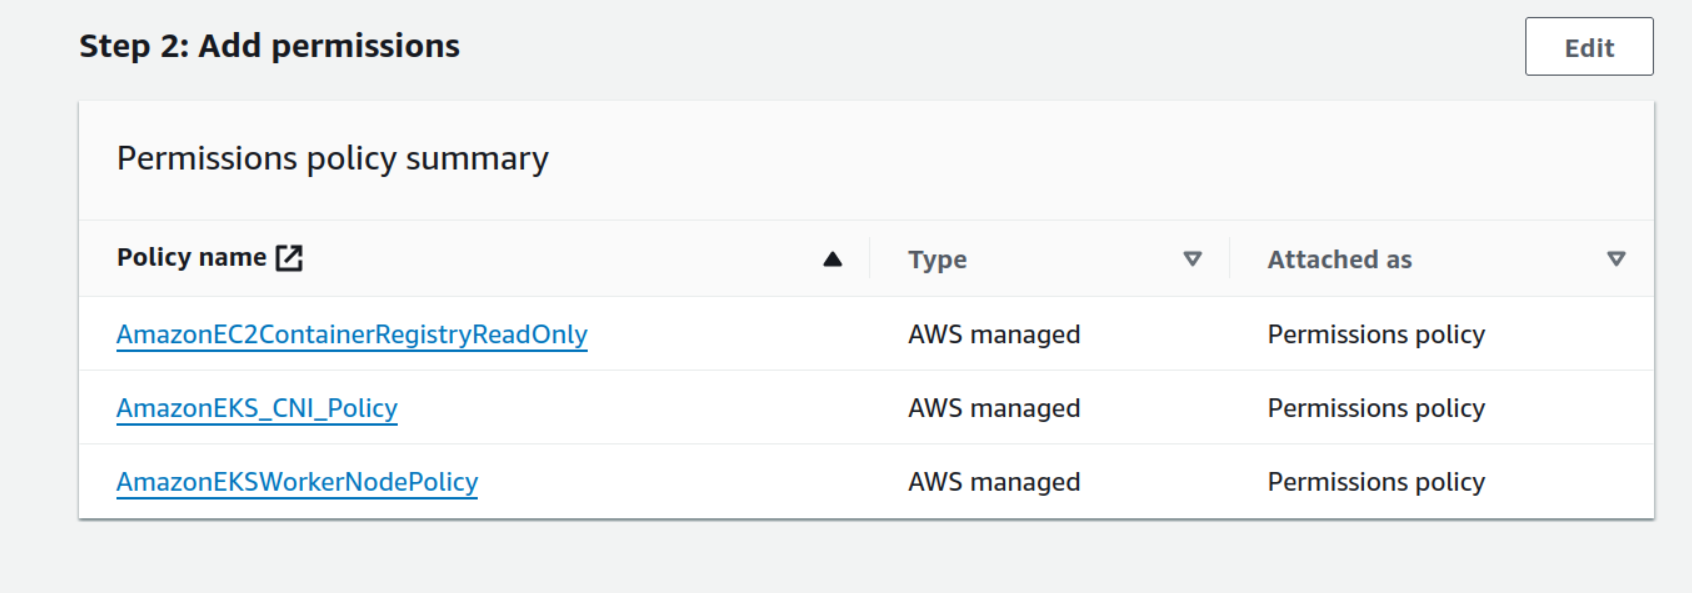 Step 2: Add permissions
Edit
Permissions policy summary
Policy name Type Attached as
AmazonEC2ContainerRegistryReadOnly AWS managed Permissions policy
AmazonEKS_CNI_Policy AWS managed Permissions policy
AmazonEKSWorkerNodePolicy AWS managed Permissions policy